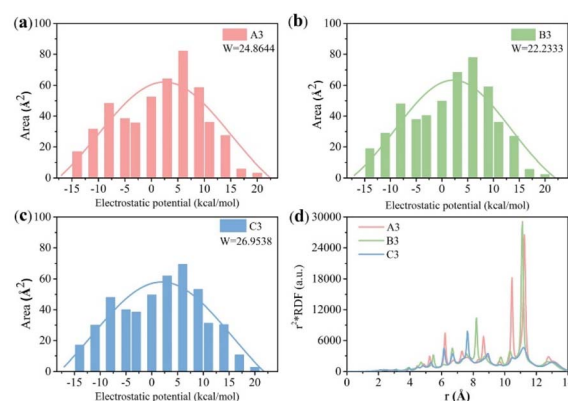 (a)
A3
W=24.8644
100
80
60
40
20
0
Area (Å²)
-15 -10 -5 0 5 10 15 20
Electrostatic potential (kcal/mol)
(b)
B3
W=22.2333
100
80
60
40
20
0
Area (Å²)
-15 -10 -5 0 5 10 15 20
Electrostatic potential (kcal/mol)
(c)
C3
W=26.9538
100
80
60
40
20
0
Area (Å²)
-15 -10 -5 0 5 10 15 20
Electrostatic potential (kcal/mol)
(d)
A3
B3
C3
30000
24000
18000
12000
6000
0
r²*RDF (a.u.)
0 2 4 6 8 10 12 14
r (Å)